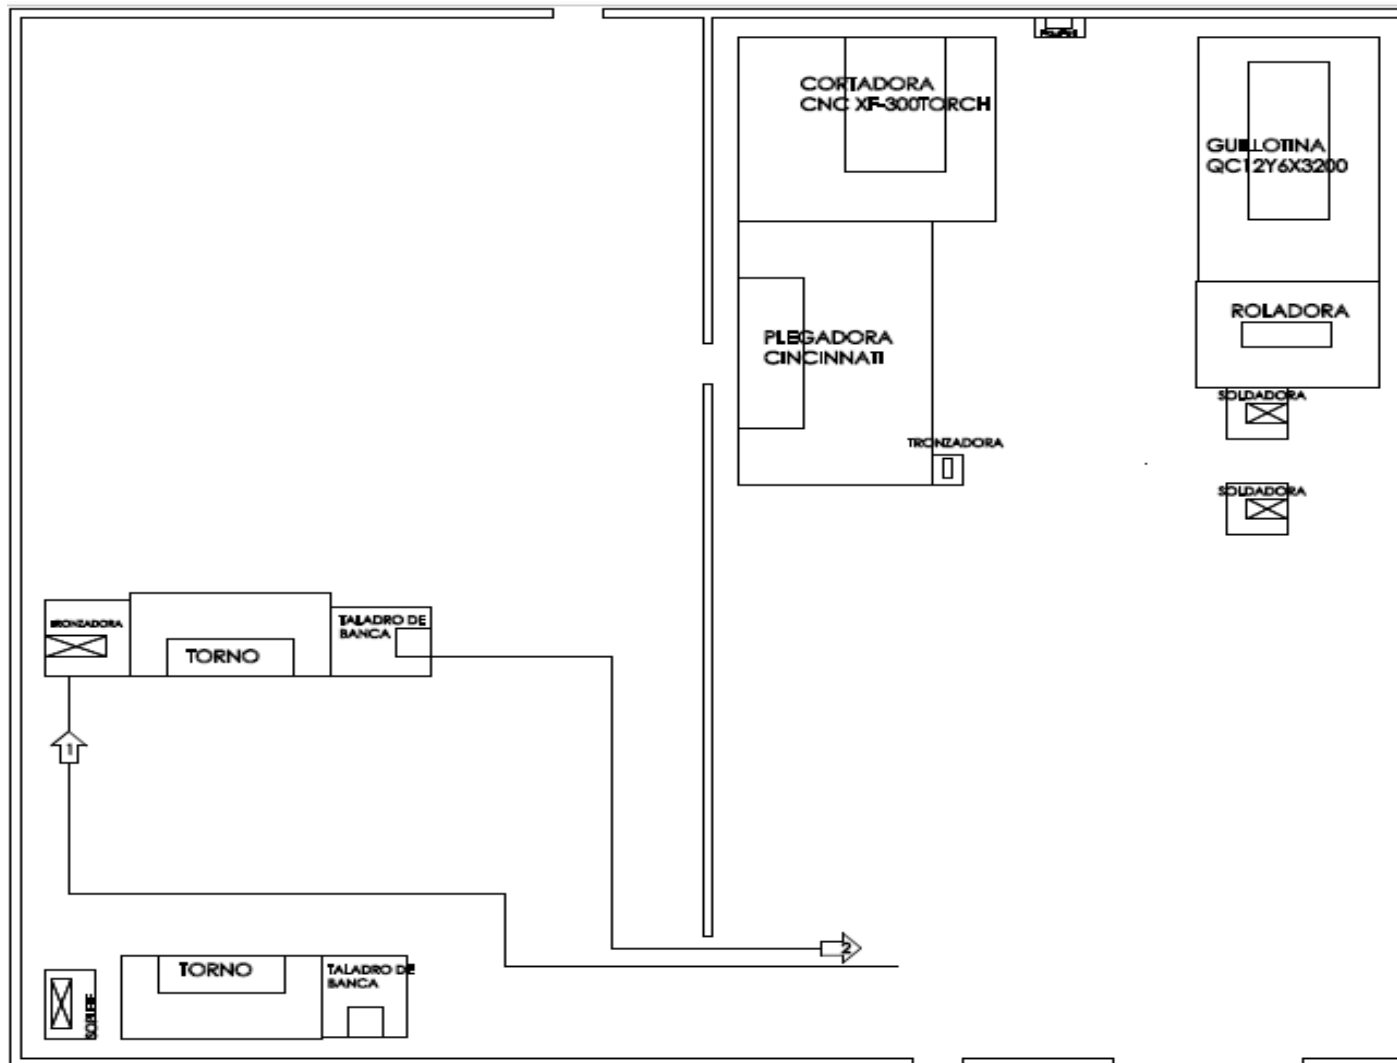 CORTADORA
CNC XF-300TORCH
GUILLOTINA
QC12Y6X3200
ROLADORA
PLEGADORA
CINCINNATI
SOLDADORA
TRONZADORA
SOLDADORA
BRONZADORA
TALADRO DE
BANCA
TORNO
1
2
TORNO
TALADRO DE
BANCA